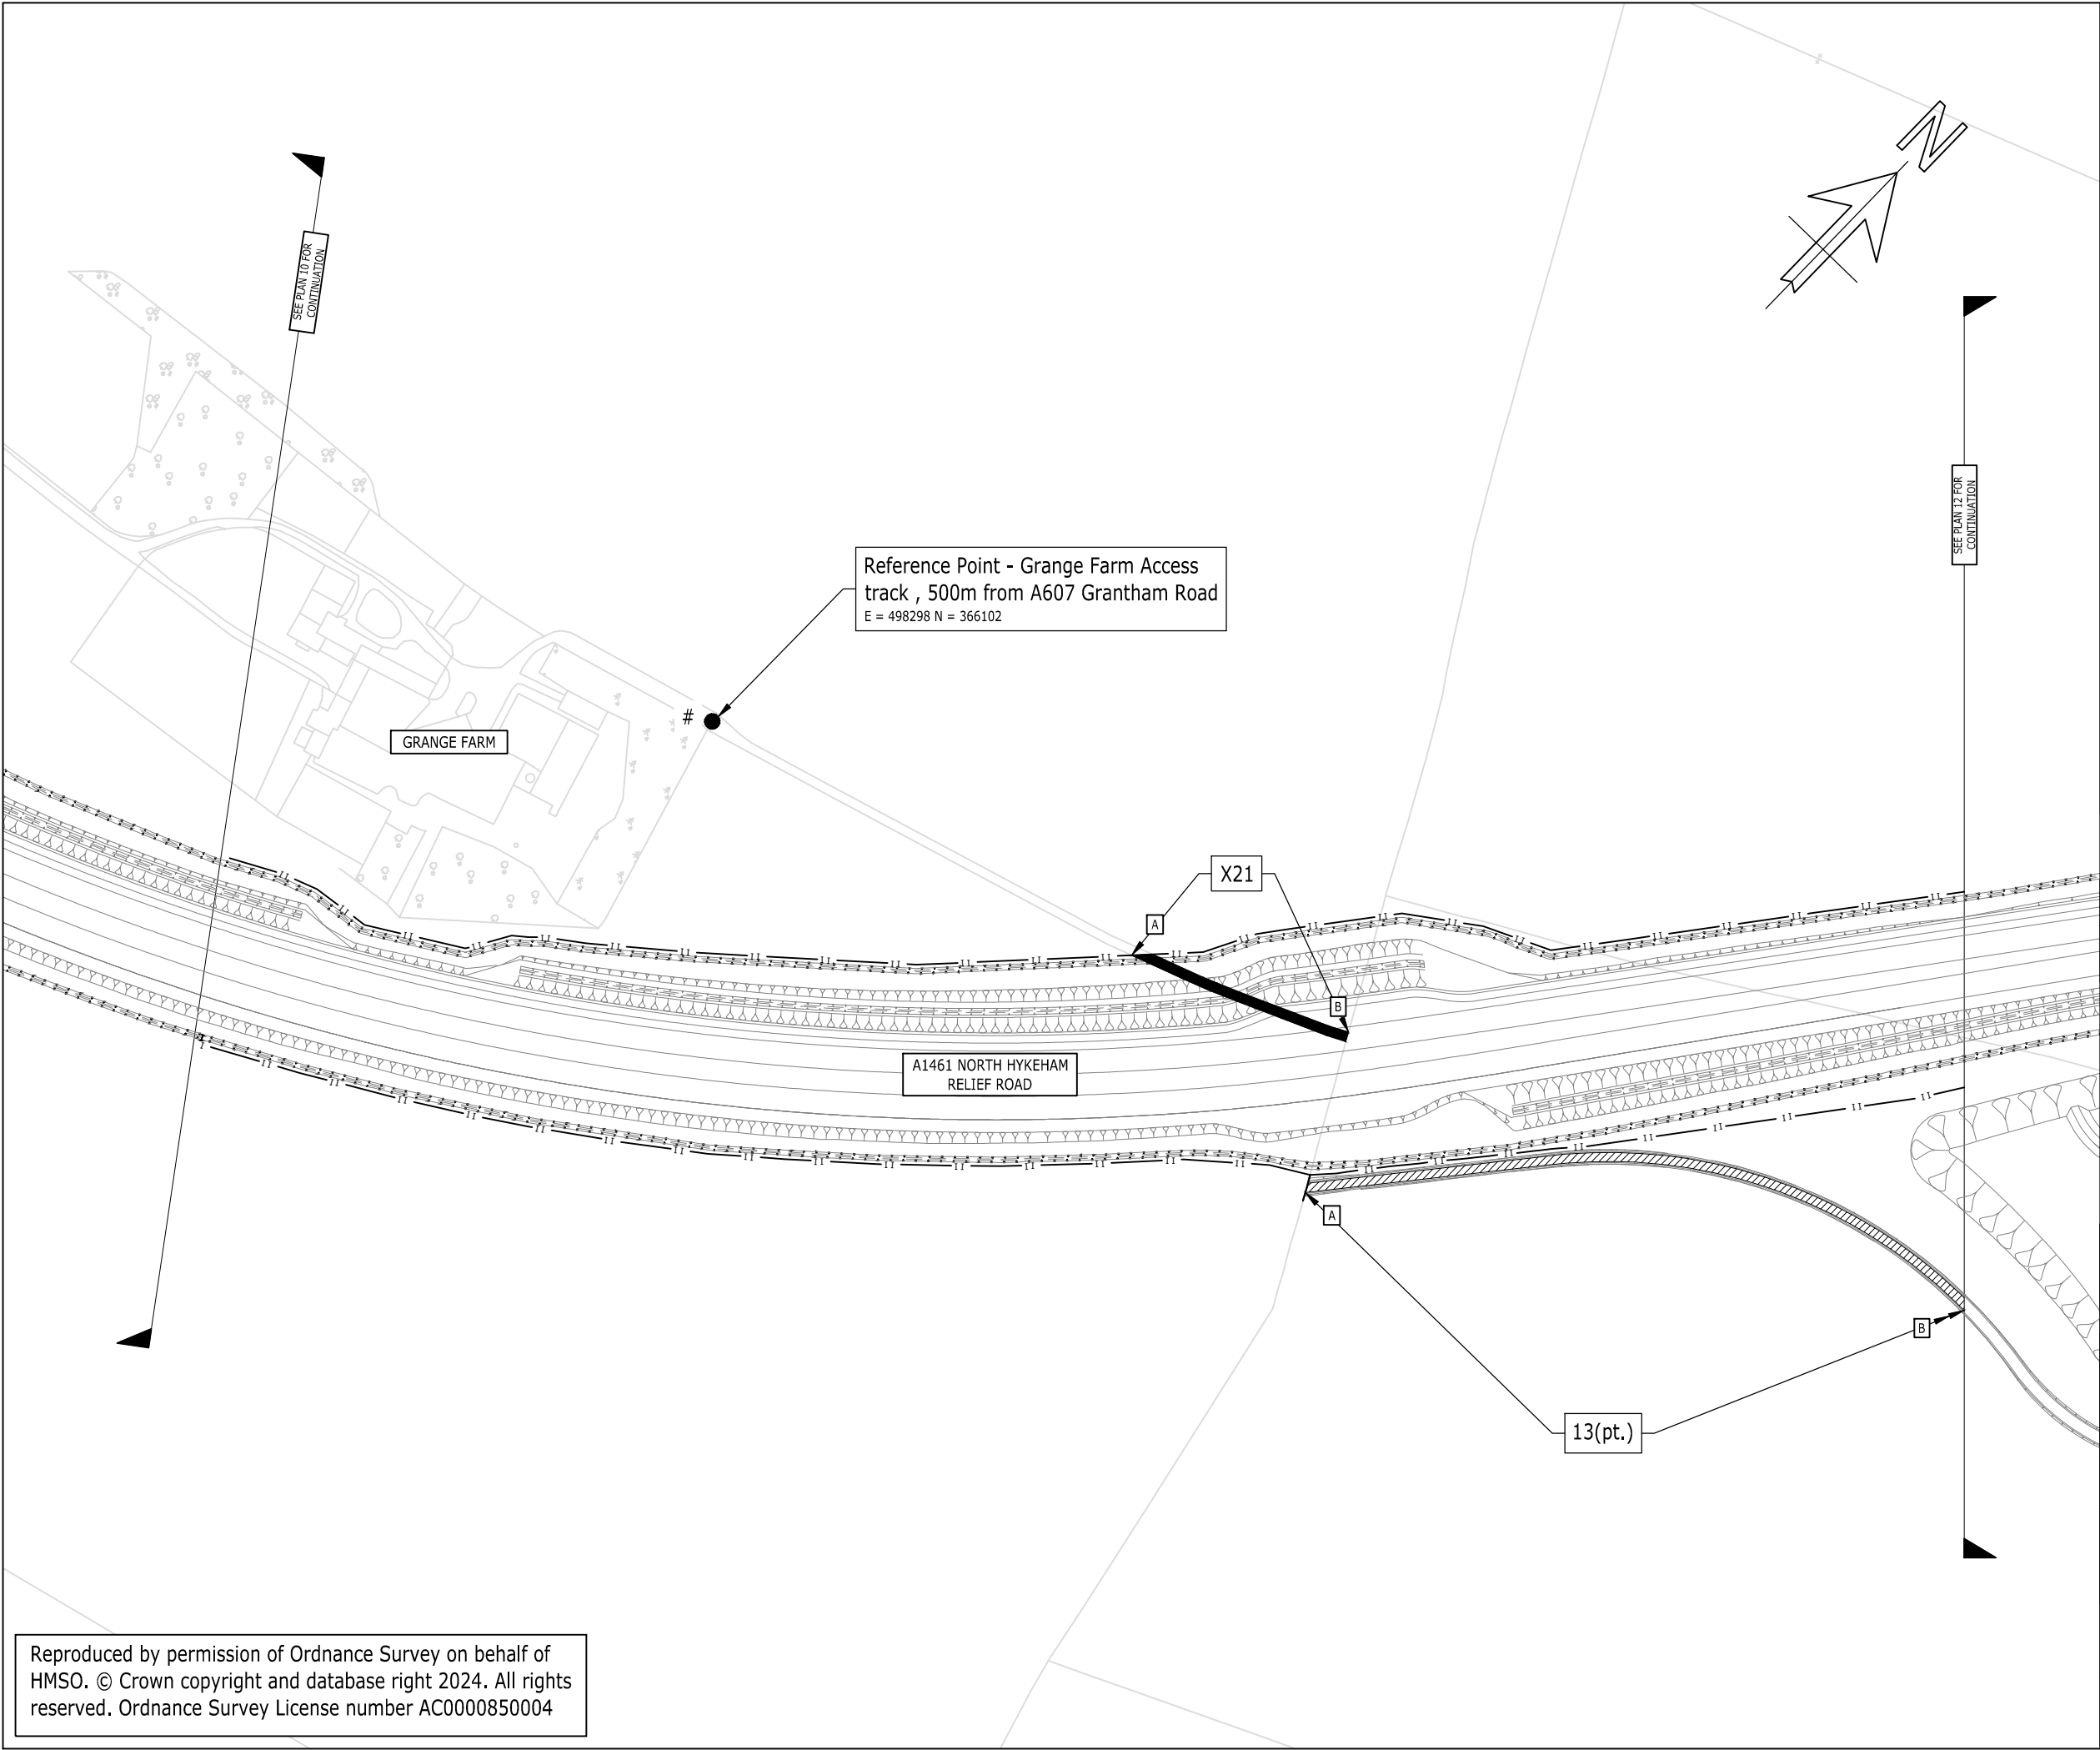 N
SEE PLAN 10 FOR
CONTINUATION
SEE PLAN 12 FOR
CONTINUATION
Reference Point - Grange Farm Access
track , 500m from A607 Grantham Road
E = 498298 N = 366102
#
GRANGE FARM
X21
A
B
A1461 NORTH HYKEHAM
RELIEF ROAD
A
B
13(pt.)
Reproduced by permission of Ordnance Survey on behalf of
HMSO. © Crown copyright and database right 2024. All rights
reserved. Ordnance Survey License number AC0000850004